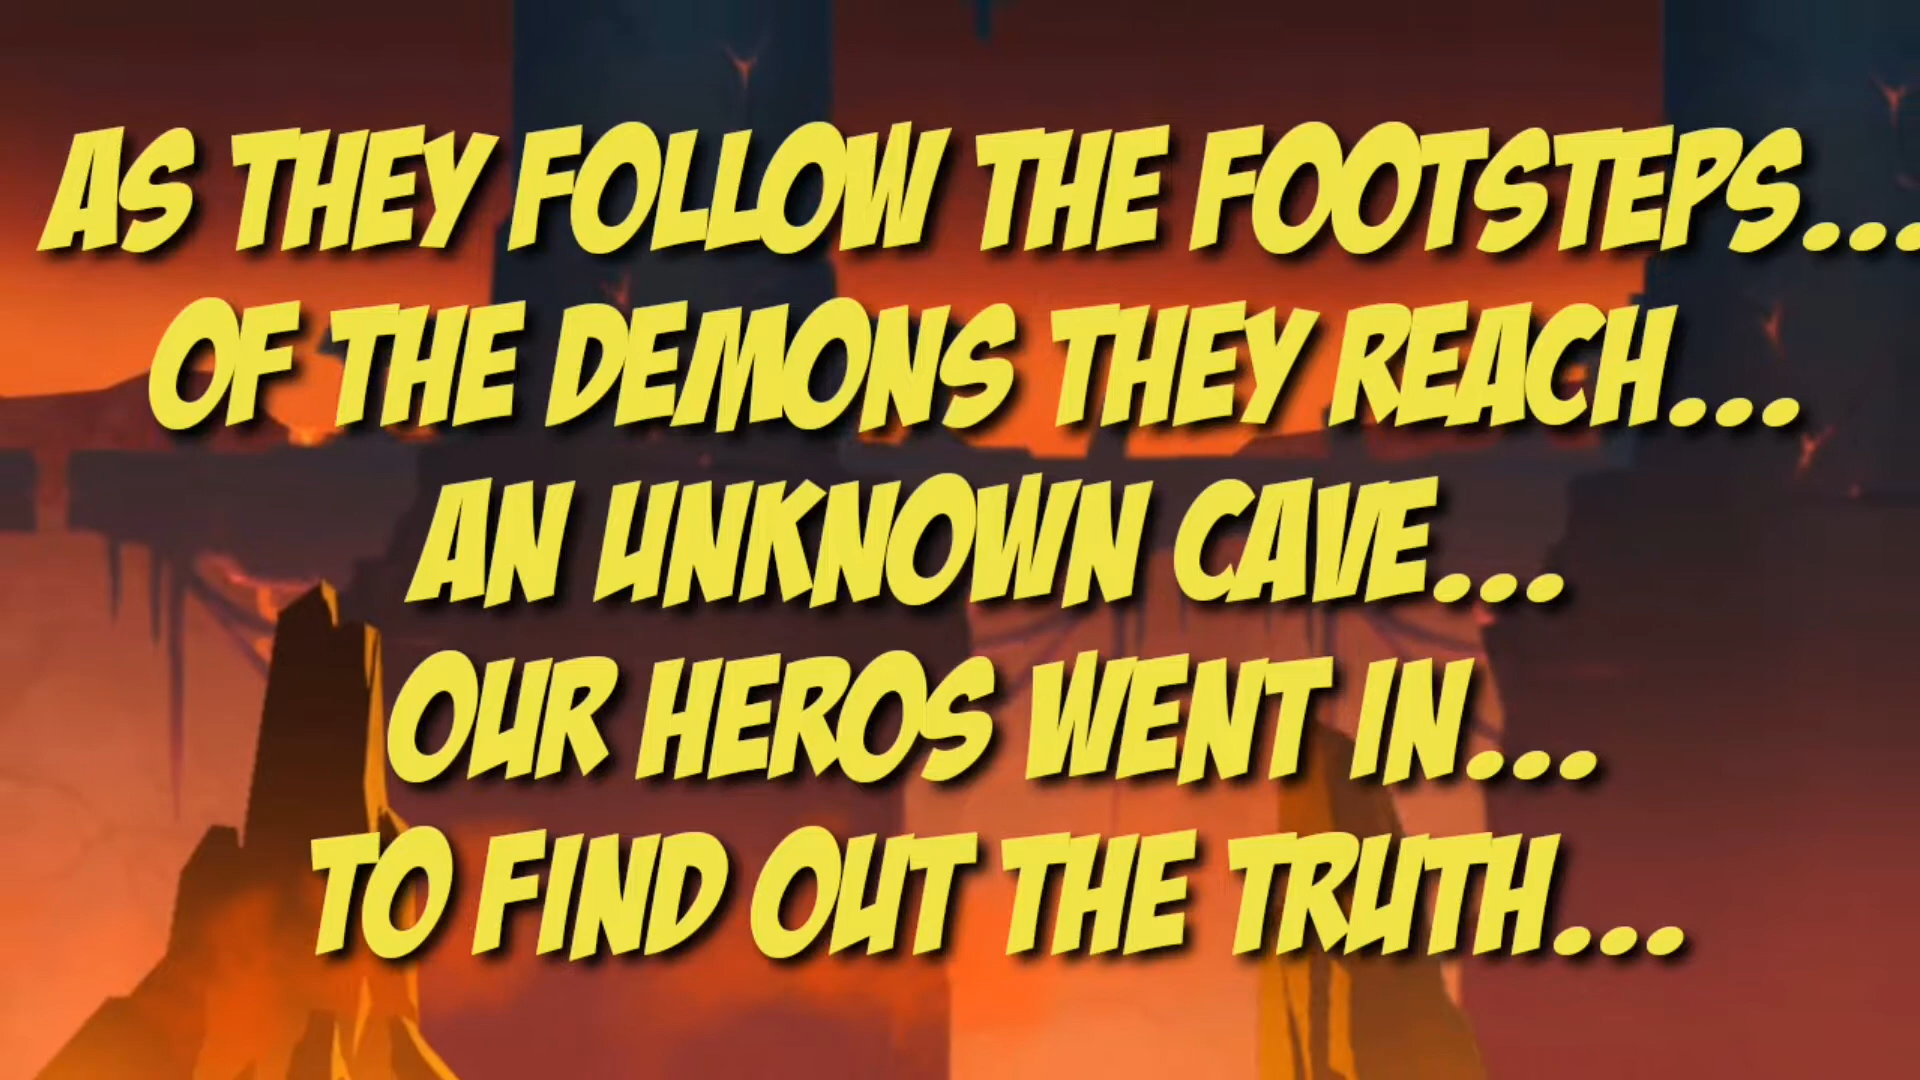 AS THEY FOLLOW THE FOOTSTEPS...
OF THE DEMONS THEY REACH...
AN UNKNOWN CAVE...
OUR HEROS WENT IN...
TO FIND OUT THE TRUTH...